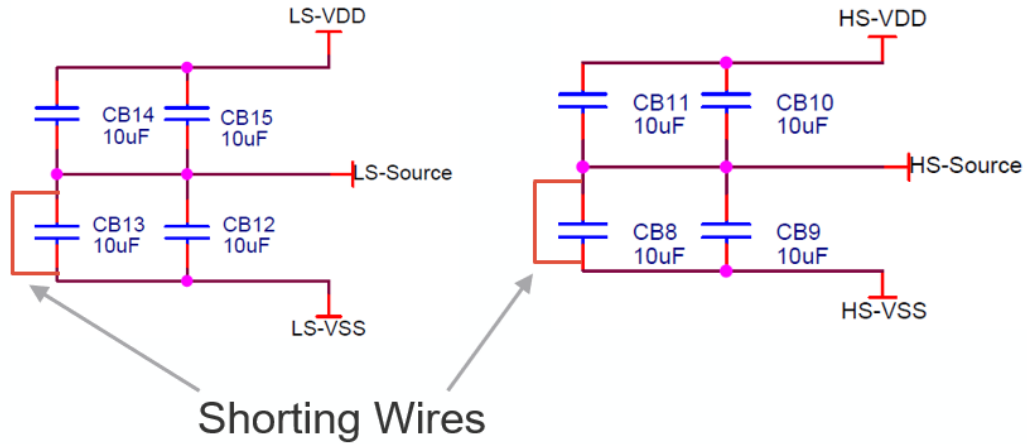 LS-VDD
CB14
10uF
CB15
10uF
LS-Source
CB13
10uF
CB12
10uF
LS-VSS
HS-VDD
CB11
10uF
CB10
10uF
HS-Source
CB8
10uF
CB9
10uF
HS-VSS
Shorting Wires